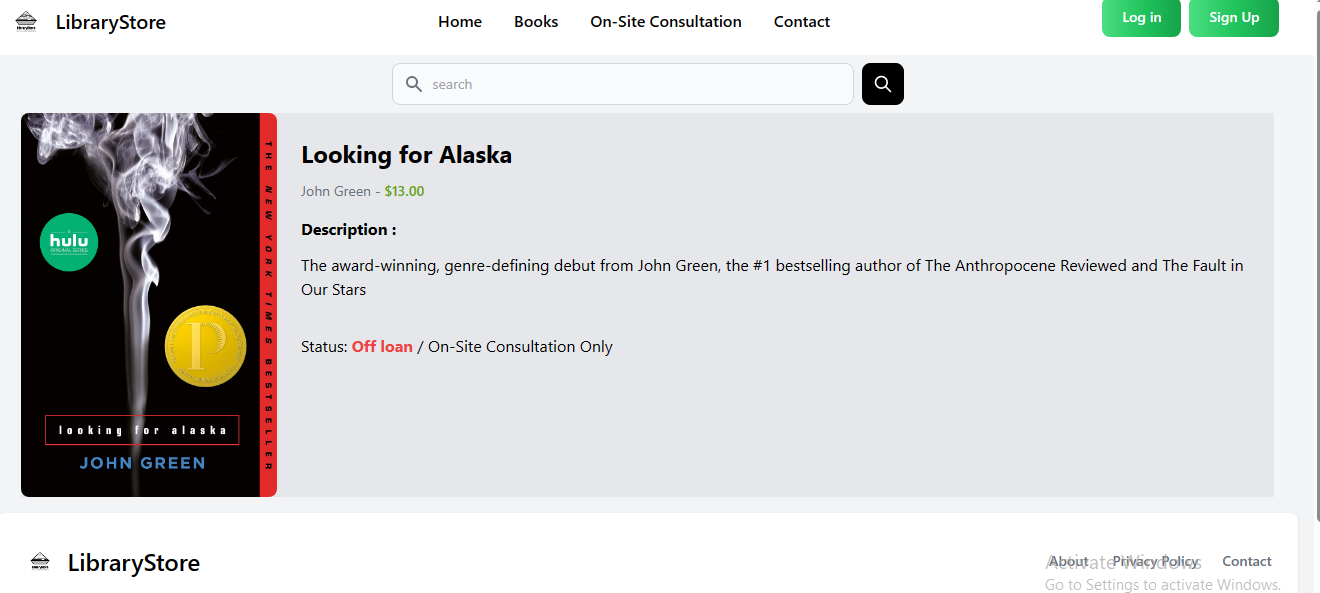 LibraryStore
Home Books On-Site Consultation Contact
Log in Sign Up
search
THE NEW YORK TIMES BESTSELLER
hulu
ORIGINAL SERIES
P
looking for alaska
JOHN GREEN
Looking for Alaska
John Green - $13.00
Description :
The award-winning, genre-defining debut from John Green, the #1 bestselling author of The Anthropocene Reviewed and The Fault in
Our Stars
Status: Off loan / On-Site Consultation Only
LibraryStore
About Privacy Policy Contact
Activate Windows
Go to Settings to activate Windows.